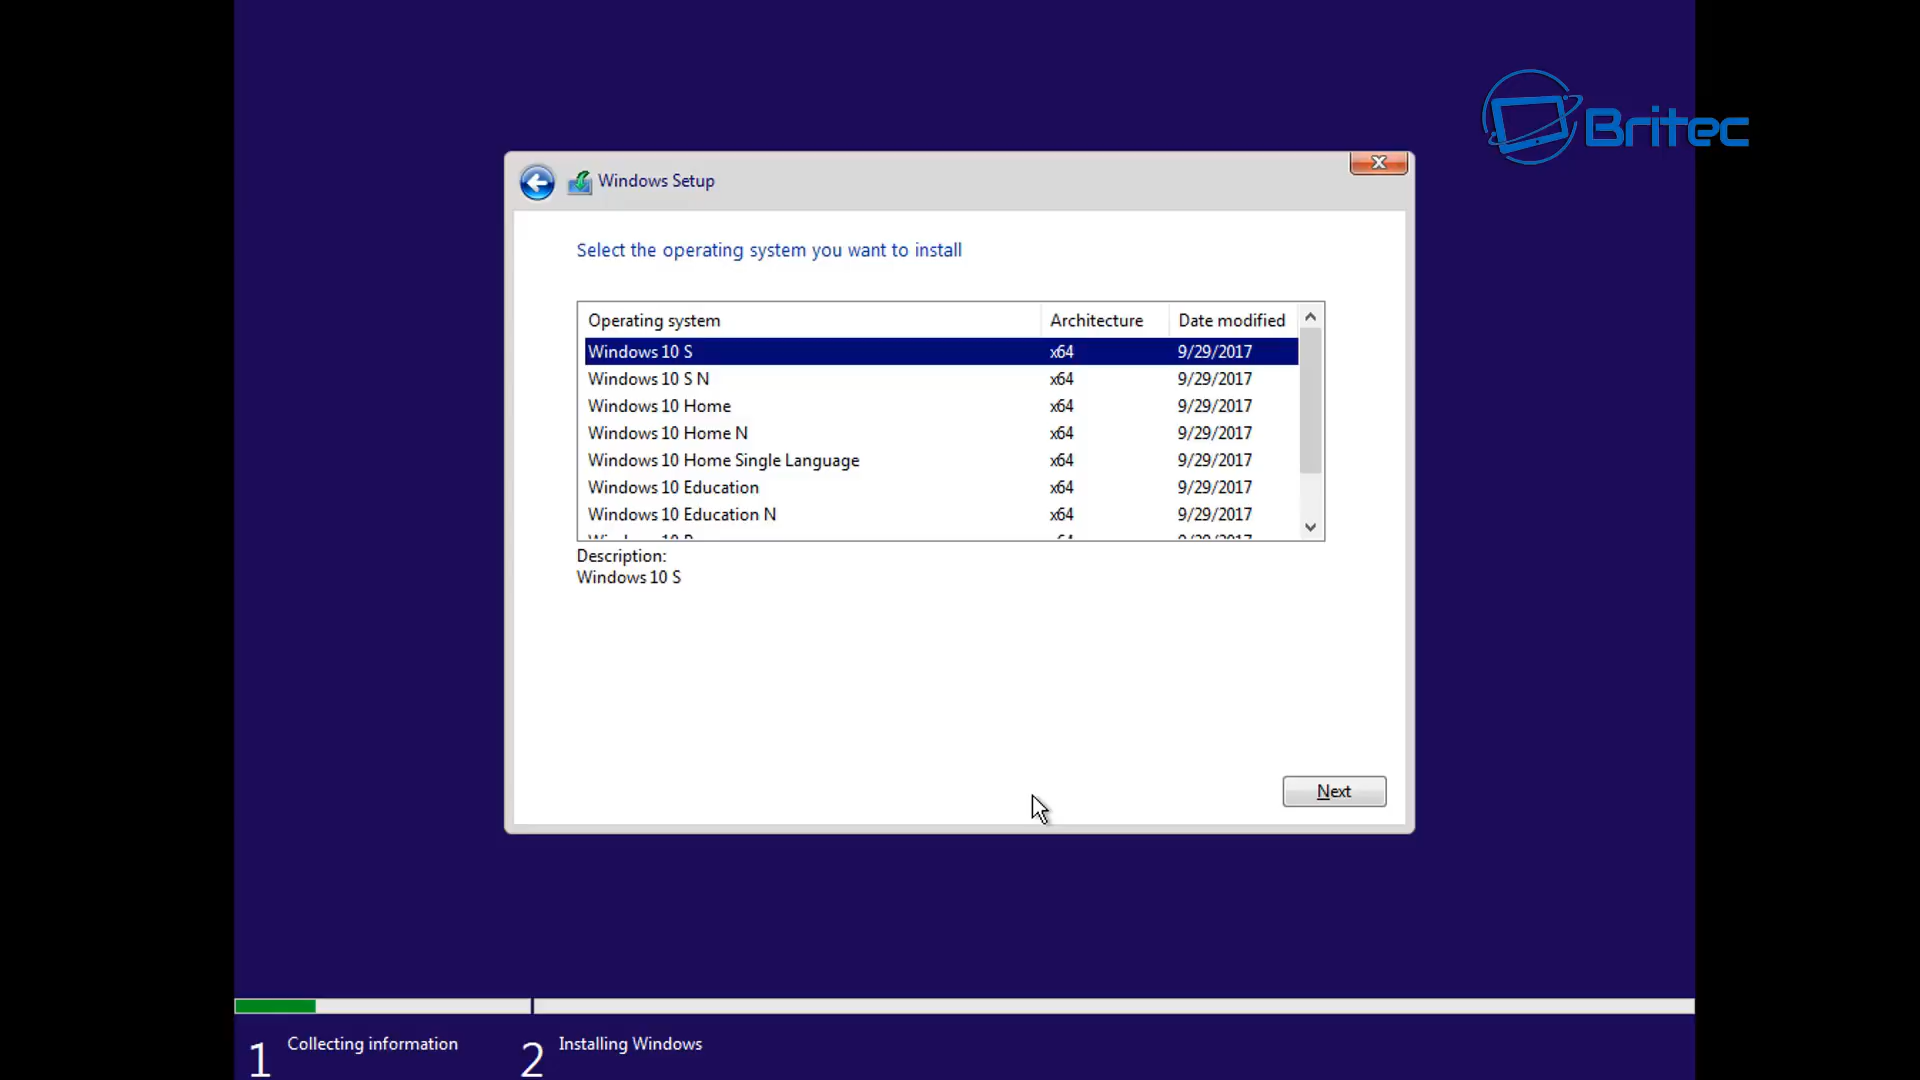 Britec
Windows Setup
Select the operating system you want to install
Operating system Architecture Date modified
Windows 10 S x64 9/29/2017
Windows 10 S N x64 9/29/2017
Windows 10 Home x64 9/29/2017
Windows 10 Home N x64 9/29/2017
Windows 10 Home Single Language x64 9/29/2017
Windows 10 Education x64 9/29/2017
Windows 10 Education N x64 9/29/2017
Description:
Windows 10 S
Next
1 Collecting information 2 Installing Windows